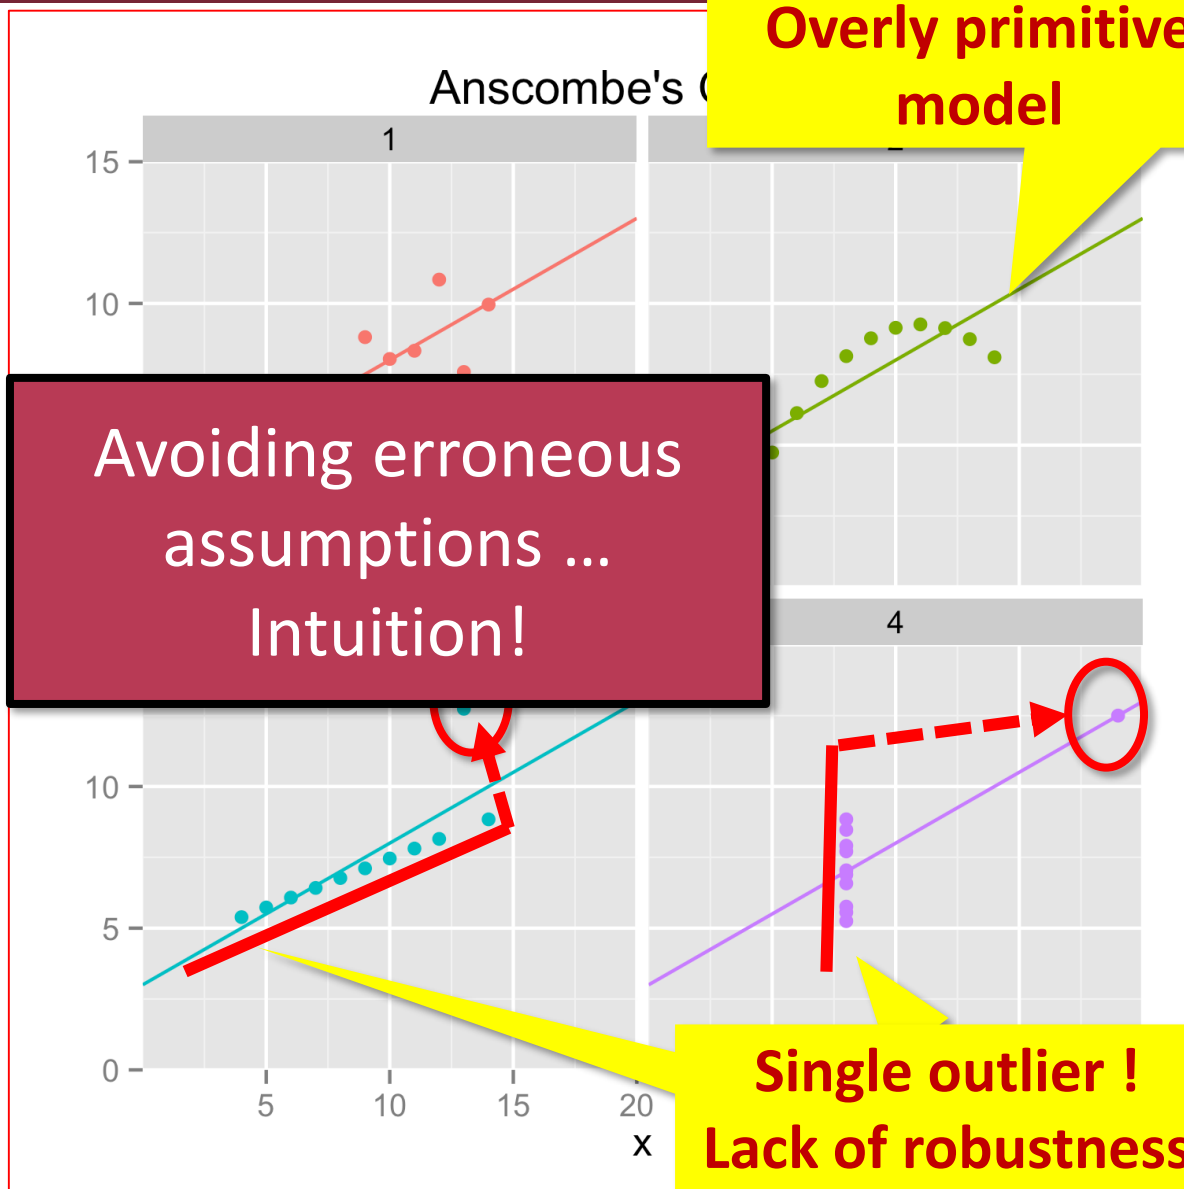 Overly primitive
model
Anscombe's
1
15
10
Avoiding erroneous
assumptions ...
Intuition!
4
10
5
0
5
10
15
20
x
Single outlier !
Lack of robustness